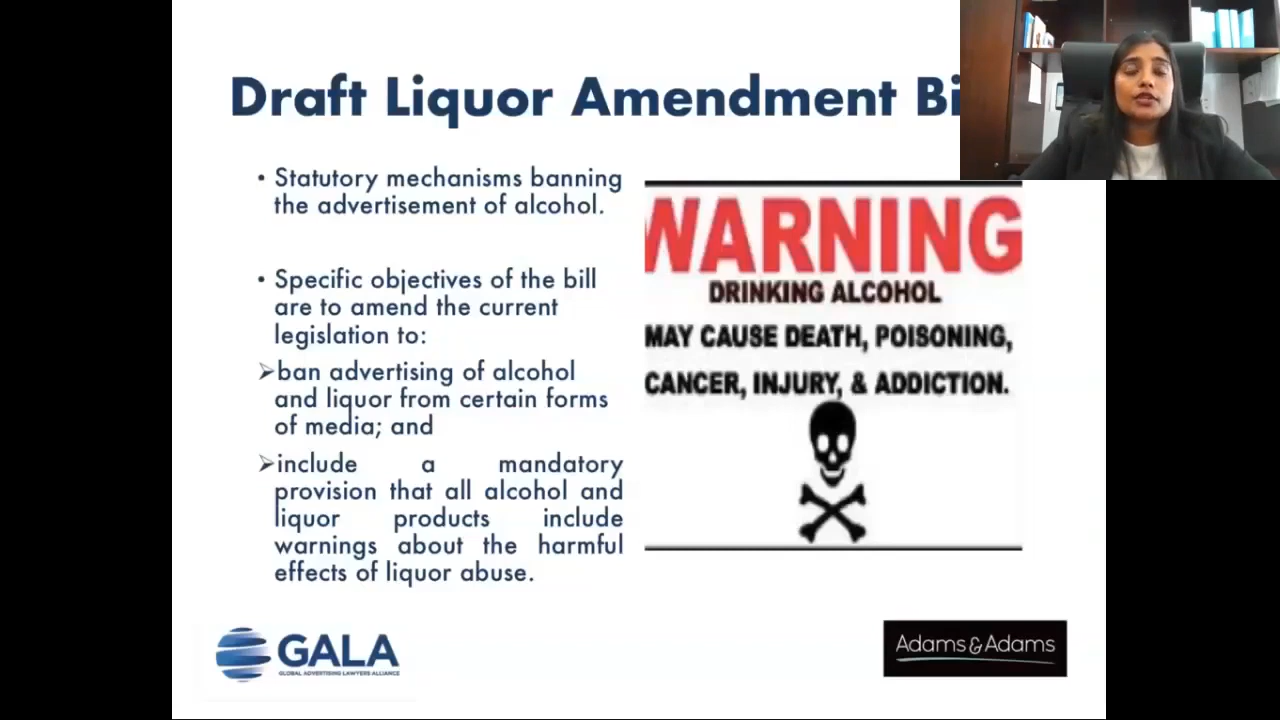 Draft Liquor Amendment Bi
• Statutory mechanisms banning
the advertisement of alcohol.
• Specific objectives of the bill
are to amend the current
legislation to:
➢ban advertising of alcohol
and liquor from certain forms
of media; and
➢include a mandatory
provision that all alcohol and
liquor products include
warnings about the harmful
effects of liquor abuse.
WARNING
DRINKING ALCOHOL
MAY CAUSE DEATH, POISONING,
CANCER, INJURY, & ADDICTION.
GALA
GLOBAL ADVERTISING LAWYERS ALLIANCE
Adams&Adams